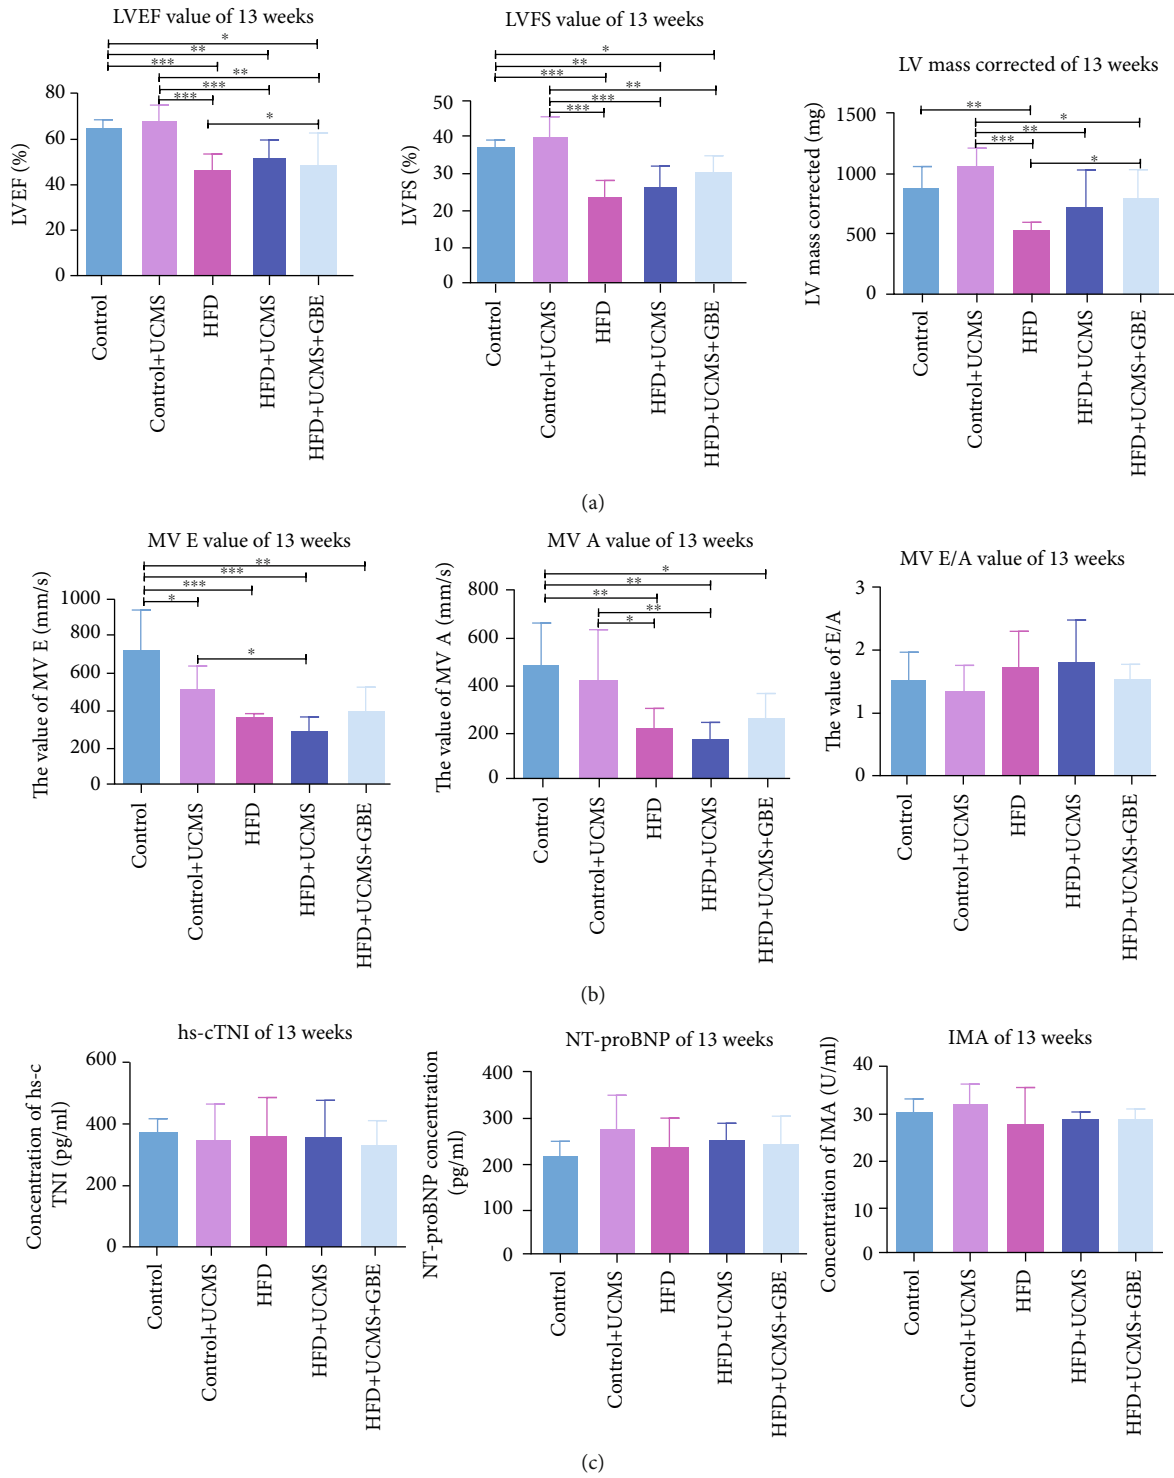 LVEF value of 13 weeks
*
**
***
**
***
***
*
LVEF (%)
80
60
40
20
0
Control
Control+UCMS
HFD
HFD+UCMS
HFD+UCMS+GBE
LVFS value of 13 weeks
*
**
***
**
***
***
LVFS (%)
50
40
30
20
10
0
Control
Control+UCMS
HFD
HFD+UCMS
HFD+UCMS+GBE
LV mass corrected of 13 weeks
**
*
**
***
*
LV mass corrected (mg)
1500
1000
500
0
Control
Control+UCMS
HFD
HFD+UCMS
HFD+UCMS+GBE
(a)
MV E value of 13 weeks
**
***
***
*
*
The value of MV E (mm/s)
1000
800
600
400
400
0
Control
Control+UCMS
HFD
HFD+UCMS
HFD+UCMS+GBE
MV A value of 13 weeks
*
**
**
**
*
The value of MV A (mm/s)
800
600
400
200
0
Control
Control+UCMS
HFD
HFD+UCMS
HFD+UCMS+GBE
MV E/A value of 13 weeks
The value of E/A
3
2
1
0
Control
Control+UCMS
HFD
HFD+UCMS
HFD+UCMS+GBE
(b)
hs-cTNI of 13 weeks
Concentration of hs-c
TNI (pg/ml)
600
400
200
0
Control
Control+UCMS
HFD
HFD+UCMS
HFD+UCMS+GBE
NT-proBNP of 13 weeks
NT-proBNP concentration
(pg/ml)
400
300
200
100
0
Control
Control+UCMS
HFD
HFD+UCMS
HFD+UCMS+GBE
IMA of 13 weeks
Concentration of IMA (U/ml)
40
30
20
10
0
Control
Control+UCMS
HFD
HFD+UCMS
HFD+UCMS+GBE
(c)